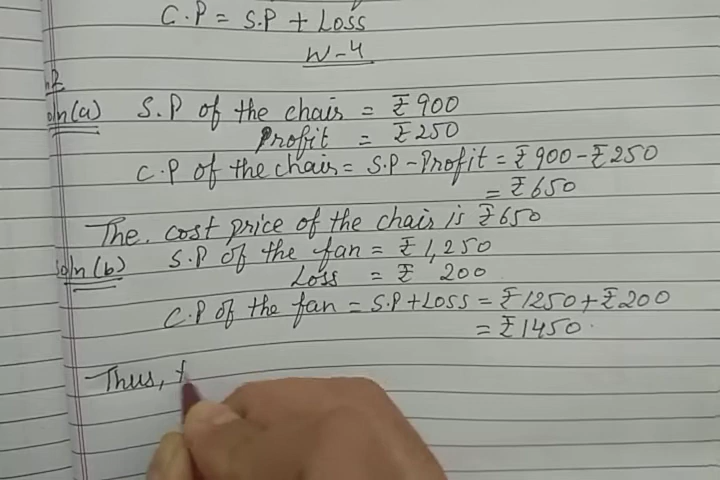 C.P = S.P + Loss
W-4
oln(a) S.P of the chair = ₹900
Profit = ₹250
C.P of the chair = S.P - Profit = ₹900 - ₹250
= ₹650
The. cost price of the chair is ₹650
soln(b) S.P of the fan = ₹1,250
Loss = ₹ 200
C.P of the fan = S.P + Loss = ₹1250 + ₹200
= ₹1450.
Thus,